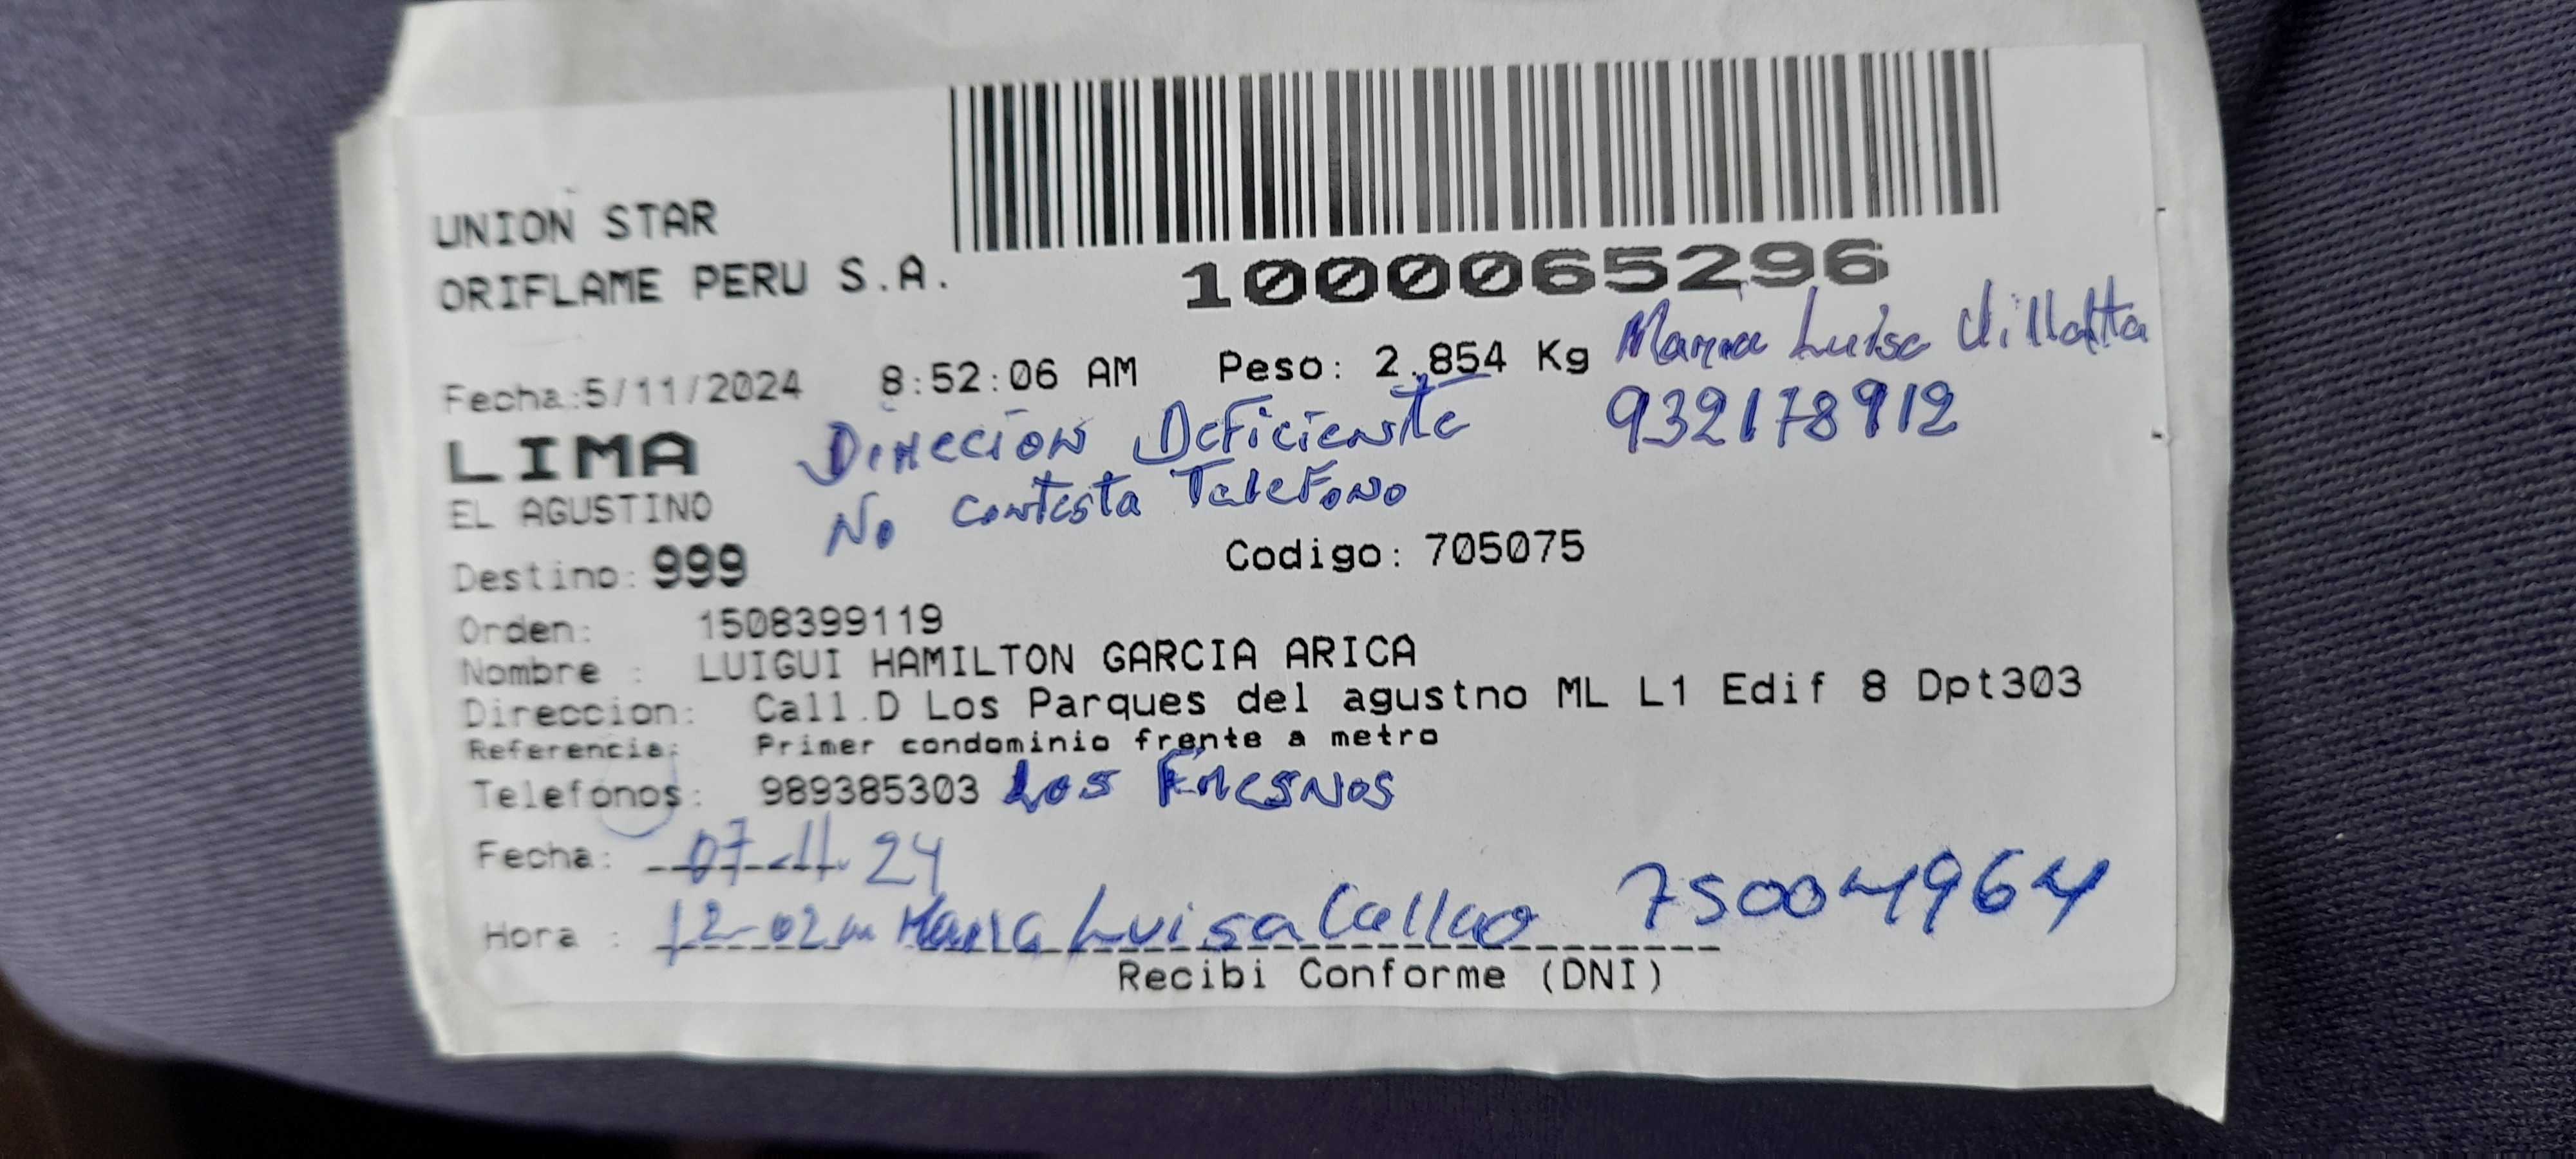 UNION STAR
ORIFLAME PERU S.A.
1000065296
Fecha:5/11/2024 8:52:06 AM Peso: 2.854 Kg Maria Luisa Villalta
932178912
LIMA Direccion Deficiente
EL AGUSTINO No contesta Telefono
Destino: 999 Codigo: 705075
Orden: 1508399119
Nombre : LUIGUI HAMILTON GARCIA ARICA
Direccion: Call.D Los Parques del agustno ML L1 Edif 8 Dpt303
Referencia: Primer condominio frente a metro
Telefonos: 989385303 Los Fresnos
Fecha: 07-11-24
Hora : 12-02m Maria Luisa Callao 75004964
Recibi Conforme (DNI)